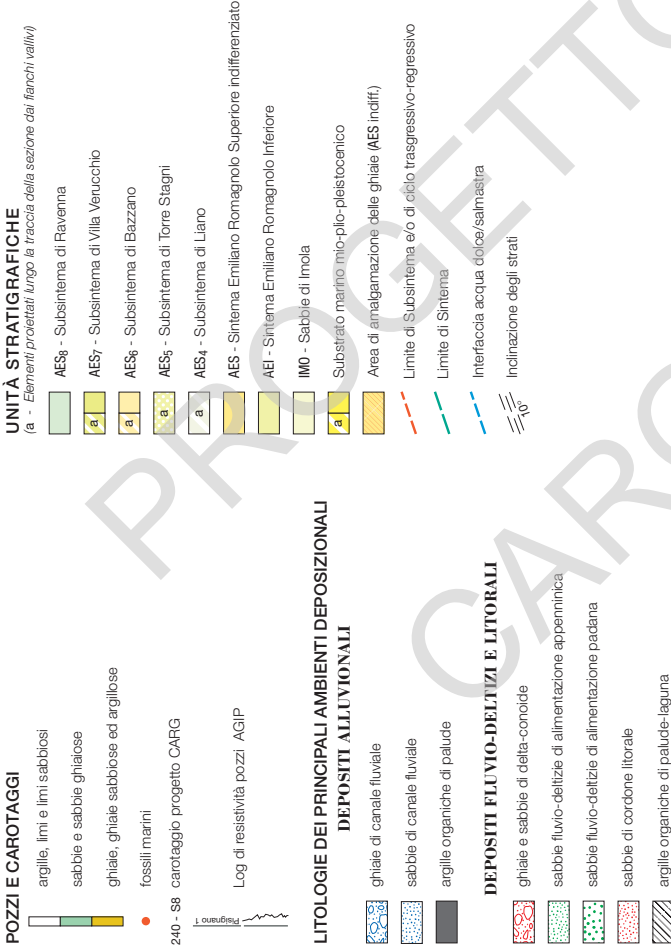 POZZI E CAROTAGGI
argille, limi e limi sabbiosi
sabbie e sabbie ghiaiose
ghiaie, ghiaie sabbiose ed argillose
fossili marini
240 - S8 carotaggio progetto CARG
Pisignano 1
Log di resistività pozzi AGIP
LITOLOGIE DEI PRINCIPALI AMBIENTI DEPOSIZIONALI
DEPOSITI ALLUVIONALI
ghiaie di canale fluviale
sabbie di canale fluviale
argille organiche di palude
DEPOSITI FLUVIO-DELTIZI E LITORALI
ghiaie e sabbie di delta-conoide
sabbie fluvio-deltizie di alimentazione appenninica
sabbie fluvio-deltizie di alimentazione padana
sabbie di cordone litorale
argille organiche di palude-laguna
UNITÀ STRATIGRAFICHE
(a - Elementi proiettati lungo la traccia della sezione dai fianchi vallivi)
AES8 - Subsintema di Ravenna
a AES7 - Subsintema di Villa Verucchio
a AES6 - Subsintema di Bazzano
a AES5 - Subsintema di Torre Stagni
a AES4 - Subsintema di Liano
AES - Sintema Emiliano Romagnolo Superiore indifferenziato
AEI - Sintema Emiliano Romagnolo Inferiore
IMO - Sabbie di Imola
a Substrato marino mio-plio-pleistocenico
Area di amalgamazione delle ghiaie (AES indiff.)
Limite di Subsintema e/o di ciclo trasgressivo-regressivo
Limite di Sintema
Interfaccia acqua dolce/salmastra
10° Inclinazione degli strati
PROGETTO
CARG